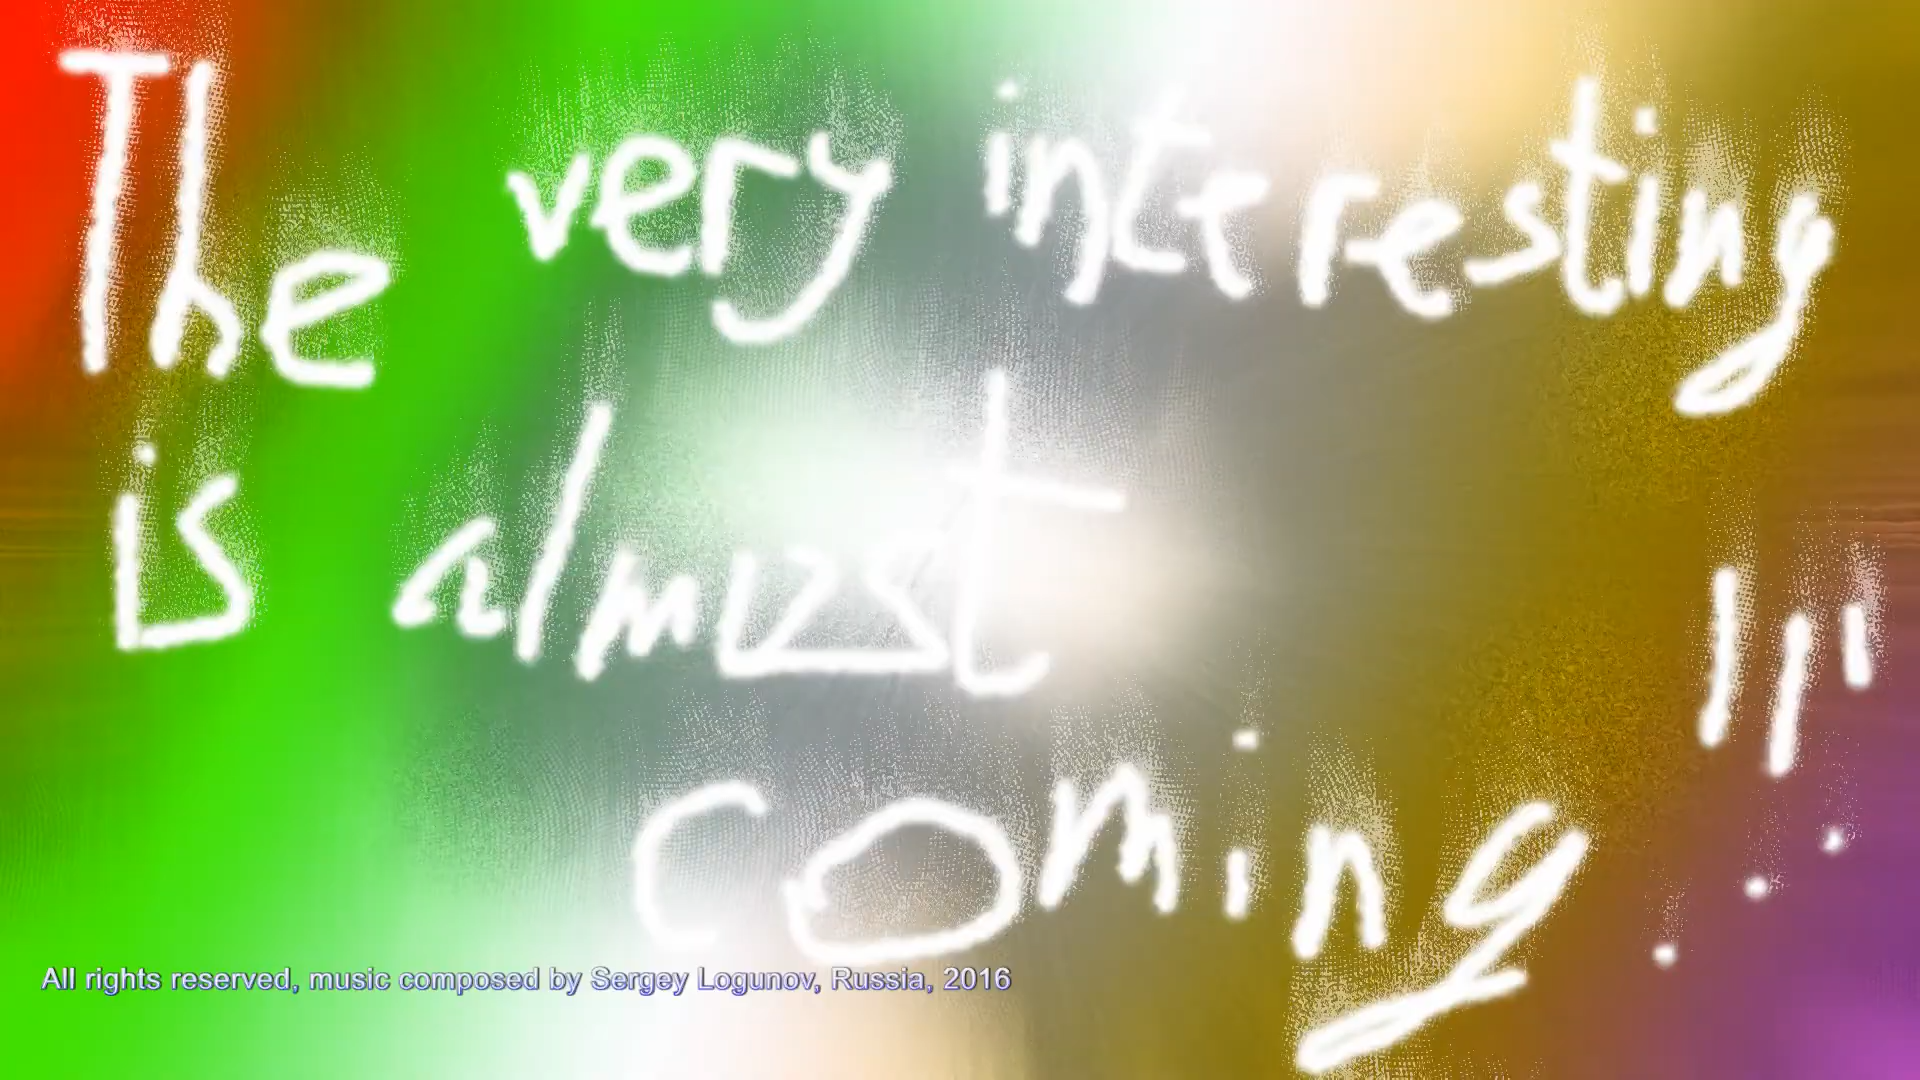 The very interesting
is almost
coming!!!
All rights reserved, music composed by Sergey Logunov, Russia, 2016